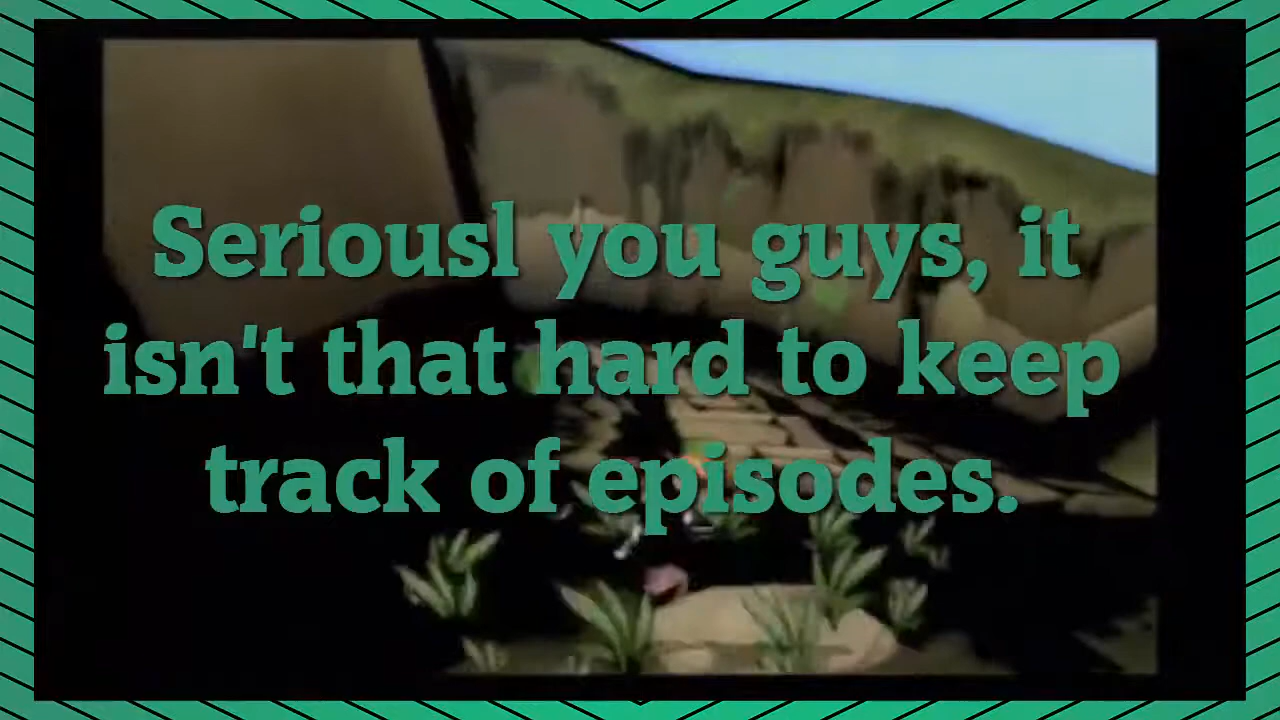 Seriousl you guys, it
isn't that hard to keep
track of episodes.